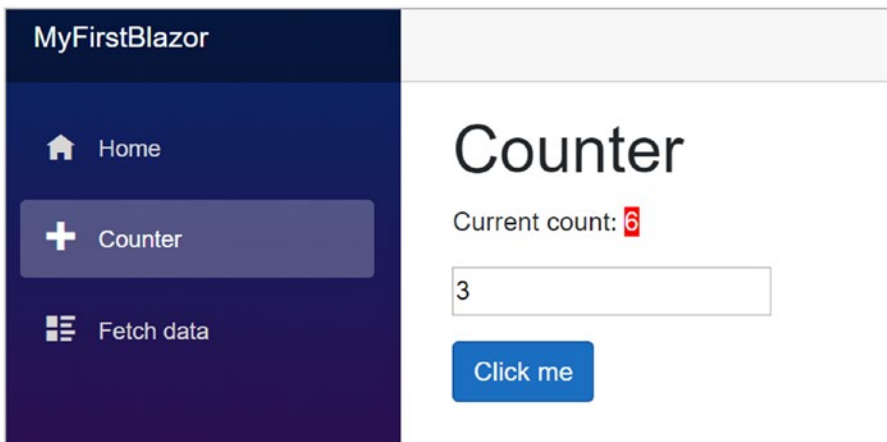 MyFirstBlazor
Home
Counter
Fetch data
Counter
Current count: 6
3
Click me